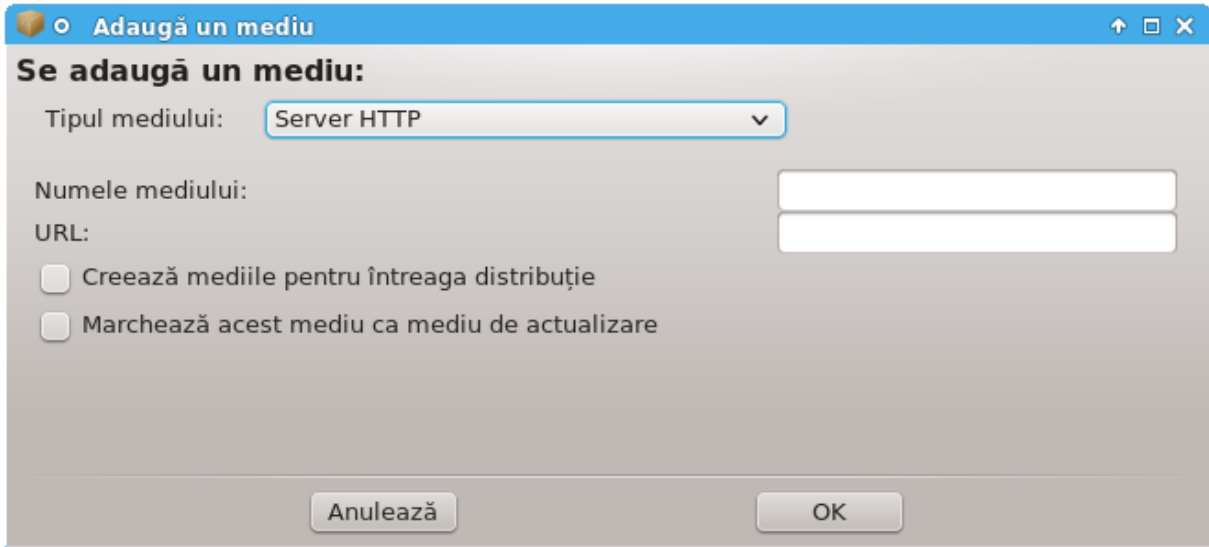 Adaugă un mediu
Se adaugă un mediu:
Tipul mediului: Server HTTP
Numele mediului:
URL:
Creează mediile pentru întreaga distribuție
Marchează acest mediu ca mediu de actualizare
Anulează OK